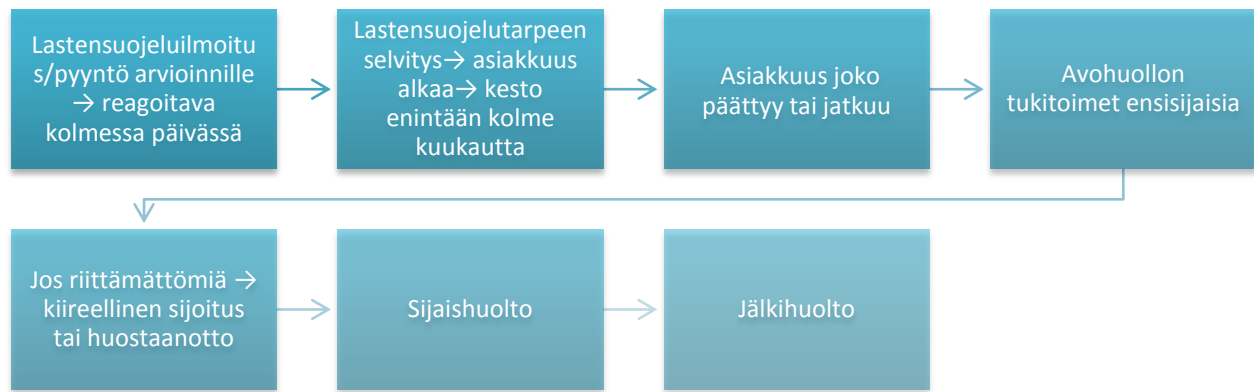 Lastensuojeluilmoitu
s/pyyntö arvioinnille
→ reagoitava
kolmessa päivässä
Lastensuojelutarpeen
selvitys→ asiakkuus
alkaa→ kesto
enintään kolme
kuukautta
Asiakkuus joko
päättyy tai jatkuu
Avohuollon
tukitoimet ensisijaisia
Jos riittämättömiä →
kiireellinen sijoitus
tai huostaanotto
Sijaishuolto
Jälkihuolto